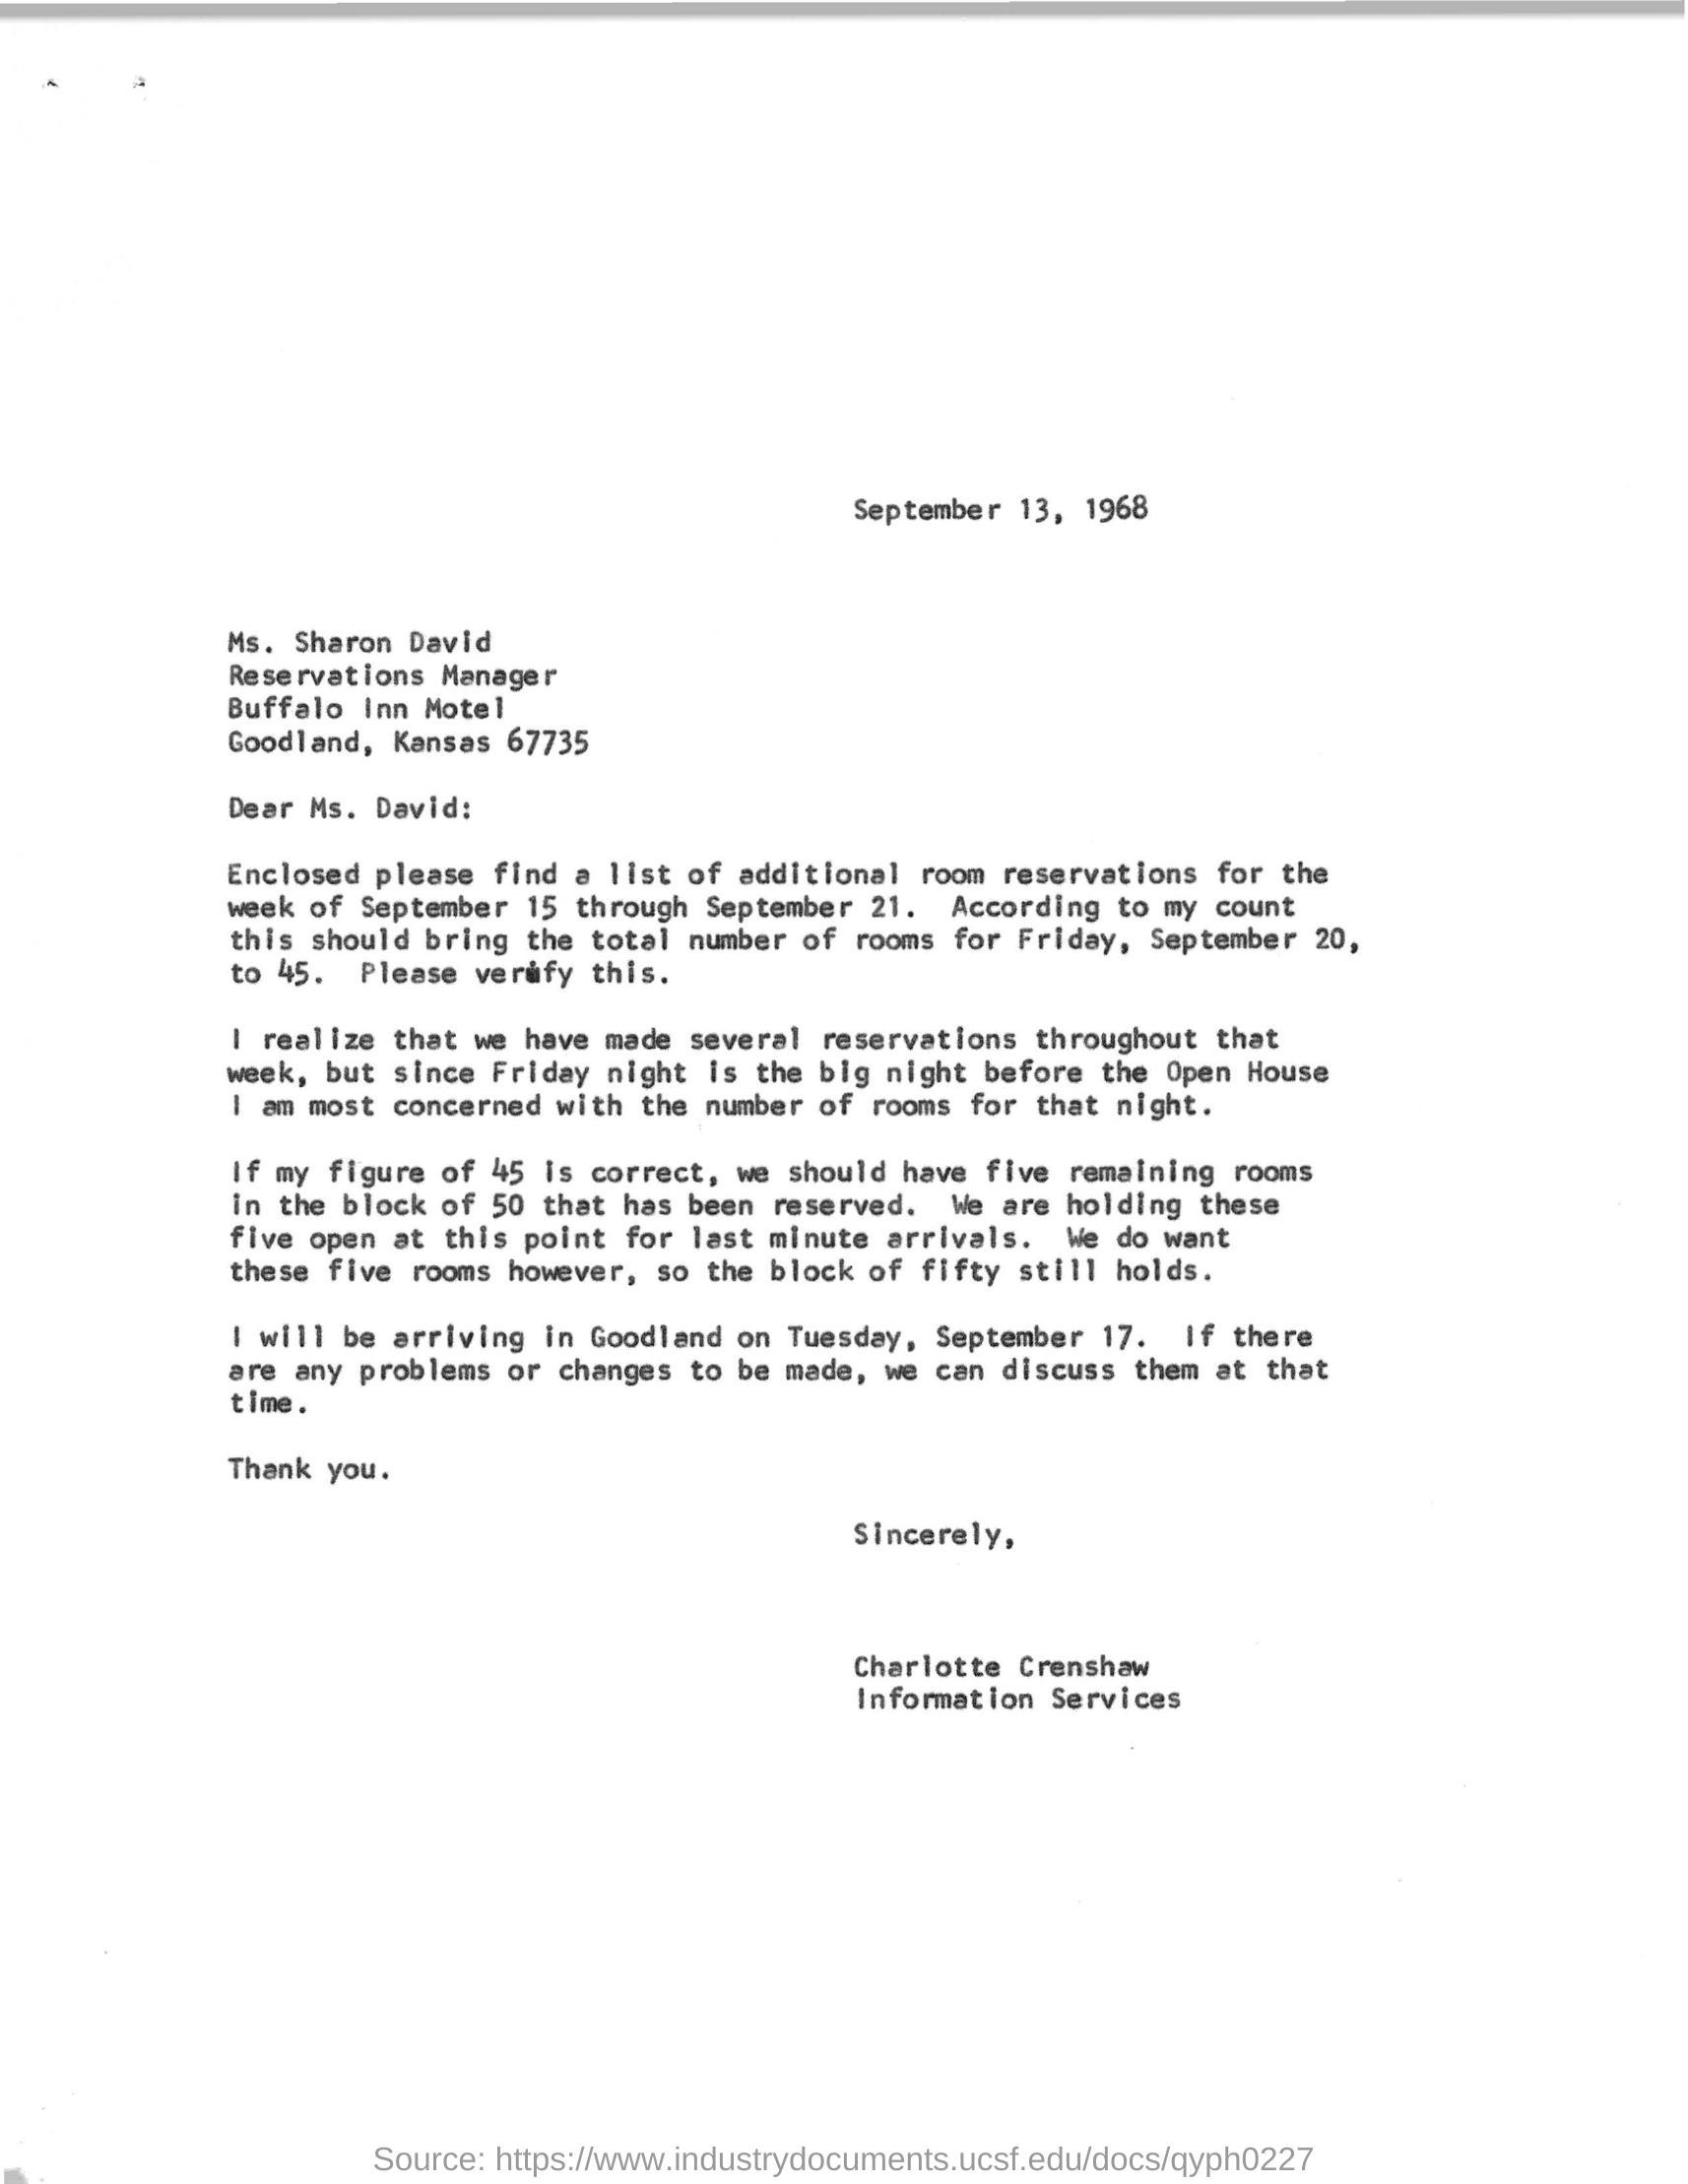 September 13, 1968
Ms. Sharon David
Reservations Manager
Buffalo Inn Motel
Goodland, Kansas 67735
Dear Ms. David:
Enclosed please find a list of additional room reservations for the
week of September 15 through September 21. According to my count
this should bring the total number of rooms for Friday, September 20,
to 45. Please verify this.
I realize that we have made several reservations throughout that
week, but since Friday night is the big night before the Open House
I am most concerned with the number of rooms for that night.
If my figure of 45 is correct, we should have five remaining rooms
in the block of 50 that has been reserved. We are holding these
five open at this point for last minute arrivals. We do want
these five rooms however, so the block of fifty still holds.
I will be arriving in Goodland on Tuesday, September 17. If there
are any problems or changes to be made, we can discuss them at that
time.
Thank you.
Sincerely,
Charlotte Crenshaw
Information Services
Source: https://www.industrydocuments.ucsf.edu/docs/qyph0227